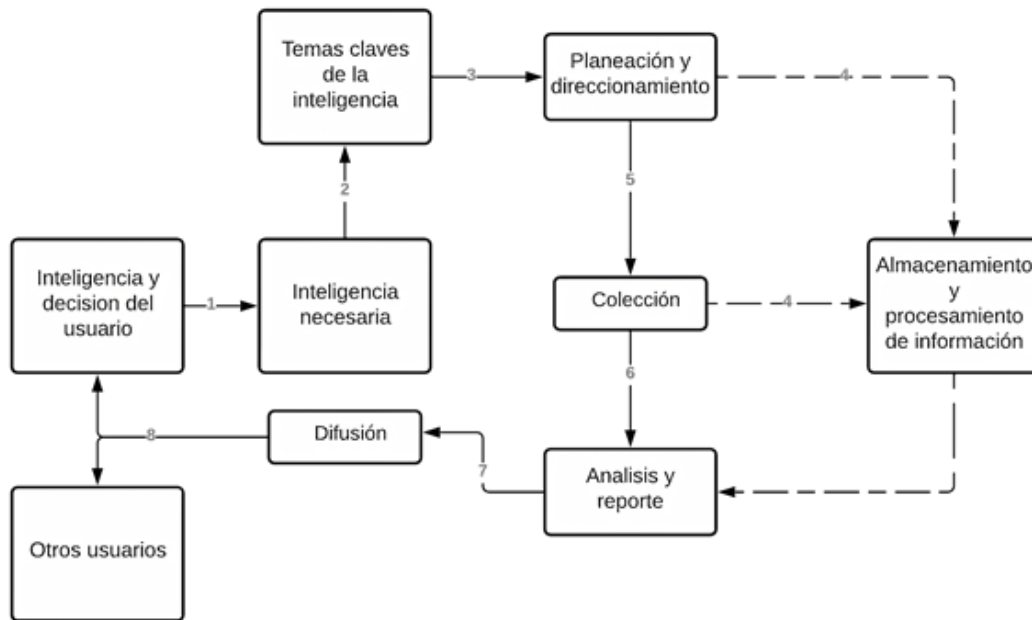 Temas claves
de la
inteligencia
3
Planeación y
direccionamiento
4
2
5
Inteligencia y
decision del
usuario
1
Inteligencia
necesaria
Colección
4
Almacenamiento
y
procesamiento
de información
6
Difusión
8
7
Analisis y
reporte
Otros usuarios